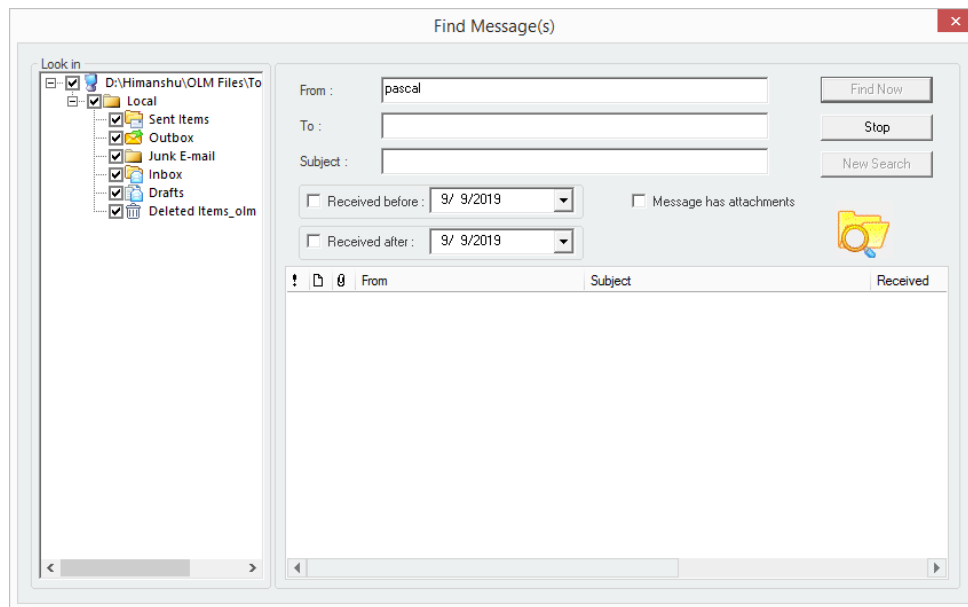 Find Message(s)
Look in
D:\Himanshu\OLM Files\To
Local
Sent Items
Outbox
Junk E-mail
Inbox
Drafts
Deleted Items_olm
From : pascal
Find Now
To :
Stop
Subject :
New Search
Received before : 9/ 9/2019
Message has attachments
Received after : 9/ 9/2019
! From Subject Received